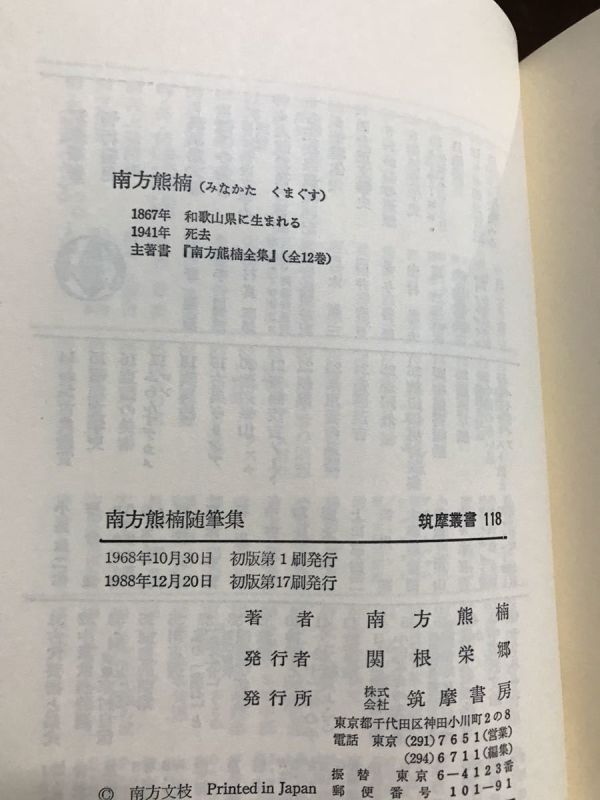 南方熊楠（みなかた　くまぐす）
1867年　和歌山県に生まれる
1941年　死去
主著書　『南方熊楠全集』（全12巻）
南方熊楠随筆集　筑摩叢書 118
1968年10月30日　初版第1刷発行
1988年12月20日　初版第17刷発行
著者　南方熊楠
発行者　関根栄郷
発行所　株式会社　筑摩書房
東京都千代田区神田小川町2の8
電話　東京 (291) 7651 (営業)
(294) 6711 (編集)
振替　東京 6-4123番
郵便番号　101-91
© 南方文枝　Printed in Japan